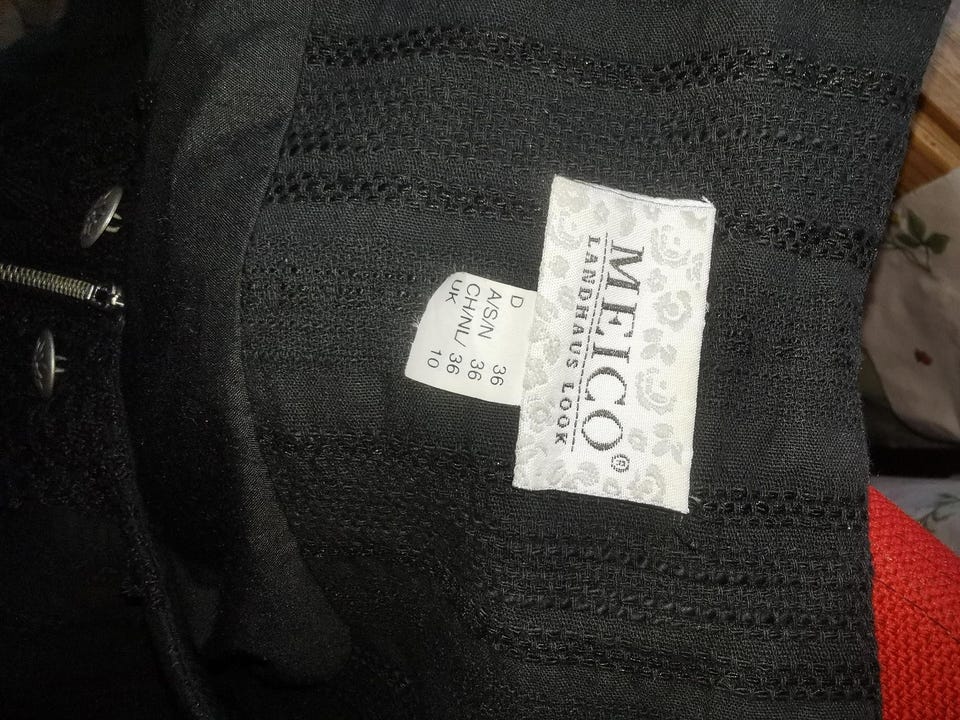 MEICO®
LANDHAUS LOOK
D 36
A/S/N 36
CH/NL/ 36
UK 10